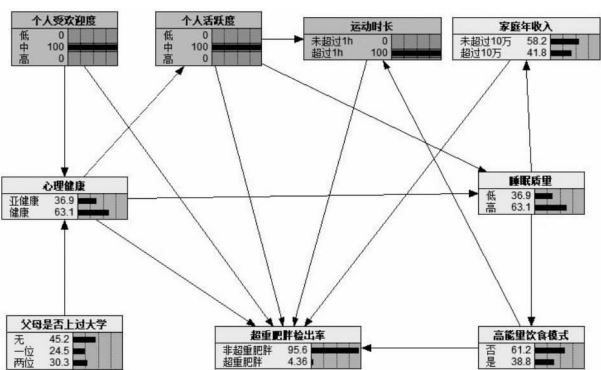 个人受欢迎度
低 0
中 100
高 0
个人活跃度
低 0
中 100
高 0
运动时长
未超过1h 0
超过1h 100
家庭年收入
未超过10万 58.2
超过10万 41.8
心理健康
亚健康 36.9
健康 63.1
睡眠质量
低 36.9
高 63.1
父母是否上过大学
无 45.2
一位 24.5
两位 30.3
超重肥胖检出率
非超重肥胖 95.6
超重肥胖 4.36
高能量饮食模式
否 61.2
是 38.8